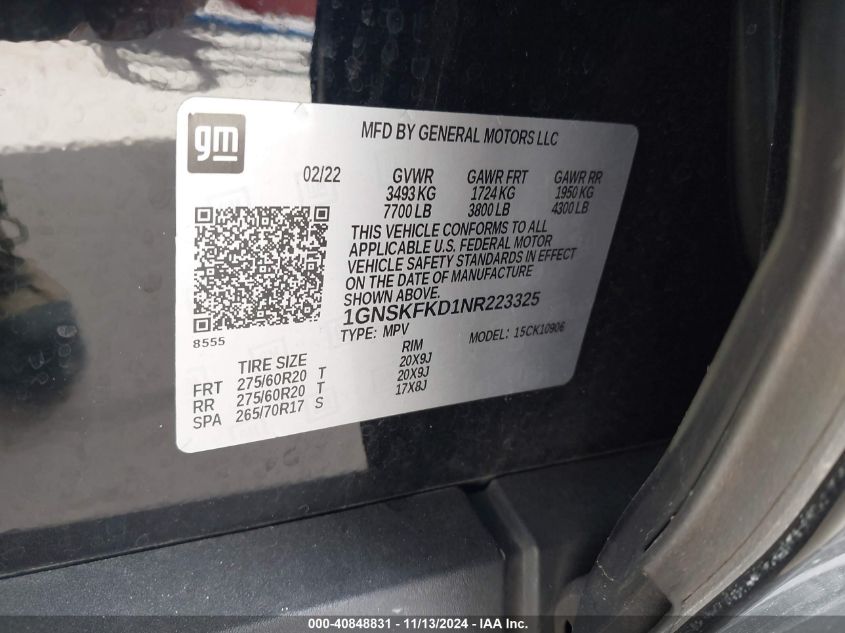 gm
MFD BY GENERAL MOTORS LLC
02/22 GVWR GAWR FRT GAWR RR
3493 KG 1724 KG 1950 KG
7700 LB 3800 LB 4300 LB
THIS VEHICLE CONFORMS TO ALL
APPLICABLE U.S. FEDERAL MOTOR
VEHICLE SAFETY STANDARDS IN EFFECT
ON THE DATE OF MANUFACTURE
SHOWN ABOVE.
1GNSKFKD1NR223325
8555 TYPE: MPV MODEL: 15CK10906
TIRE SIZE RIM
FRT 275/60R20 T 20X9J
RR 275/60R20 T 20X9J
SPA 265/70R17 S 17X8J
000-40848831 - 11/13/2024 - IAA Inc.